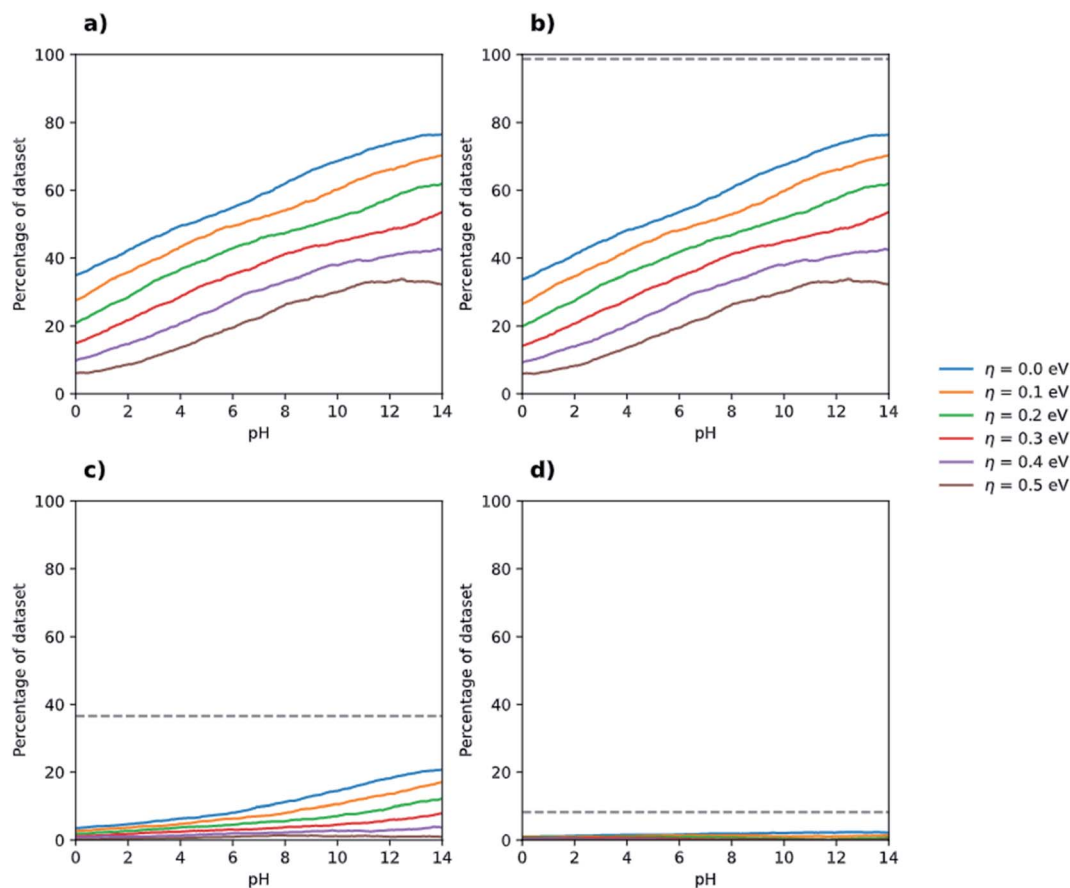 a)
b)
Percentage of dataset
100
80
60
40
20
0
0 2 4 6 8 10 12 14
pH
Percentage of dataset
100
80
60
40
20
0
0 2 4 6 8 10 12 14
pH
c)
d)
Percentage of dataset
100
80
60
40
20
0
0 2 4 6 8 10 12 14
pH
Percentage of dataset
100
80
60
40
20
0
0 2 4 6 8 10 12 14
pH
η = 0.0 eV
η = 0.1 eV
η = 0.2 eV
η = 0.3 eV
η = 0.4 eV
η = 0.5 eV